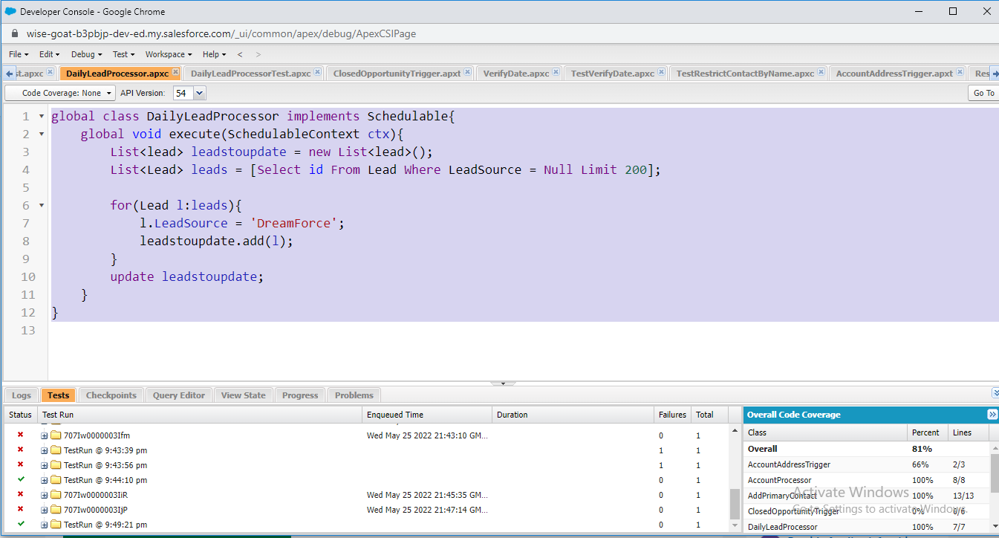 Developer Console - Google Chrome
wise-goat-b3pbjp-dev-ed.my.salesforce.com/_ui/common/apex/debug/ApexCSIPage
File Edit Debug Test Workspace Help < >
st.apxc DailyLeadProcessor.apxc DailyLeadProcessorTest.apxc ClosedOpportunityTrigger.apxt VerifyDate.apxc TestVerifyDate.apxc TestRestrictContactByName.apxc AccountAddressTrigger.apxt Res
Code Coverage: None API Version: 54 Go To
1 global class DailyLeadProcessor implements Schedulable{
2 global void execute(SchedulableContext ctx){
3 List<lead> leadstoupdate = new List<lead>();
4 List<Lead> leads = [Select id From Lead Where LeadSource = Null Limit 200];
5
6 for(Lead l:leads){
7 l.LeadSource = 'DreamForce';
8 leadstoupdate.add(l);
9 }
10 update leadstoupdate;
11 }
12 }
13
Logs Tests Checkpoints Query Editor View State Progress Problems
Status Test Run Enqueued Time Duration Failures Total
707Iw0000003Ifm Wed May 25 2022 21:43:10 GM... 0 1
TestRun @ 9:43:39 pm 1 1
TestRun @ 9:43:56 pm 1 1
TestRun @ 9:44:10 pm 0 1
707Iw0000003IiR Wed May 25 2022 21:45:35 GM... 0 1
707Iw0000003IjP Wed May 25 2022 21:47:14 GM... 0 1
TestRun @ 9:49:21 pm 0 1
Overall Code Coverage
Class Percent Lines
Overall 81%
AccountAddressTrigger 66% 2/3
AccountProcessor 100% 8/8
AddPrimaryContact 100% 13/13
ClosedOpportunityTrigger 0% 0/6
DailyLeadProcessor 100% 7/7
Activate Windows
Go to Settings to activate Windows.